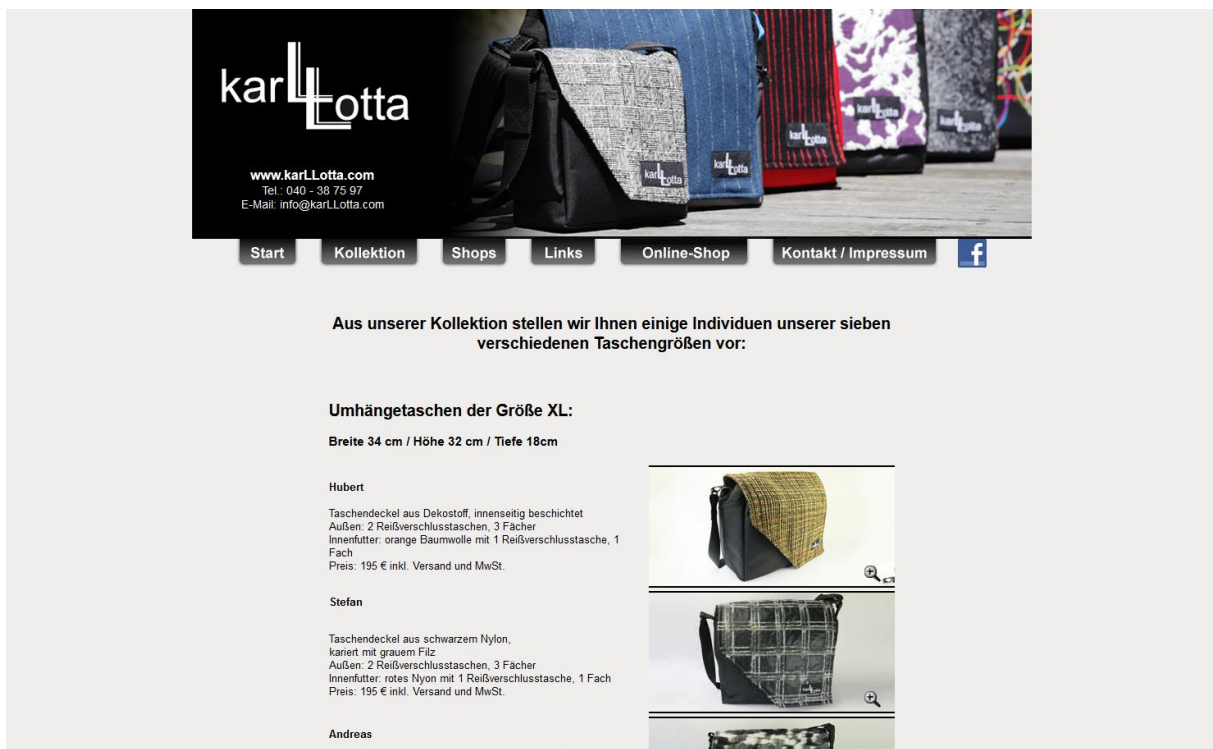 karLLotta
karLLotta
karLLotta
karLLotta
karLLotta
karLLotta
www.karLLotta.com
Tel.: 040 - 38 75 97
E-Mail: info@karLLotta.com
Start Kollektion Shops Links Online-Shop Kontakt / Impressum f
Aus unserer Kollektion stellen wir Ihnen einige Individuen unserer sieben
verschiedenen Taschengrößen vor:
Umhängetaschen der Größe XL:
Breite 34 cm / Höhe 32 cm / Tiefe 18cm
Hubert
Taschendeckel aus Dekostoff, innenseitig beschichtet
Außen: 2 Reißverschlusstaschen, 3 Fächer
Innenfutter: orange Baumwolle mit 1 Reißverschlusstasche, 1
Fach
Preis: 195 € inkl. Versand und MwSt.
Stefan
Taschendeckel aus schwarzem Nylon,
kariert mit grauem Filz
Außen: 2 Reißverschlusstaschen, 3 Fächer
Innenfutter: rotes Nyon mit 1 Reißverschlusstasche, 1 Fach
Preis: 195 € inkl. Versand und MwSt.
Andreas